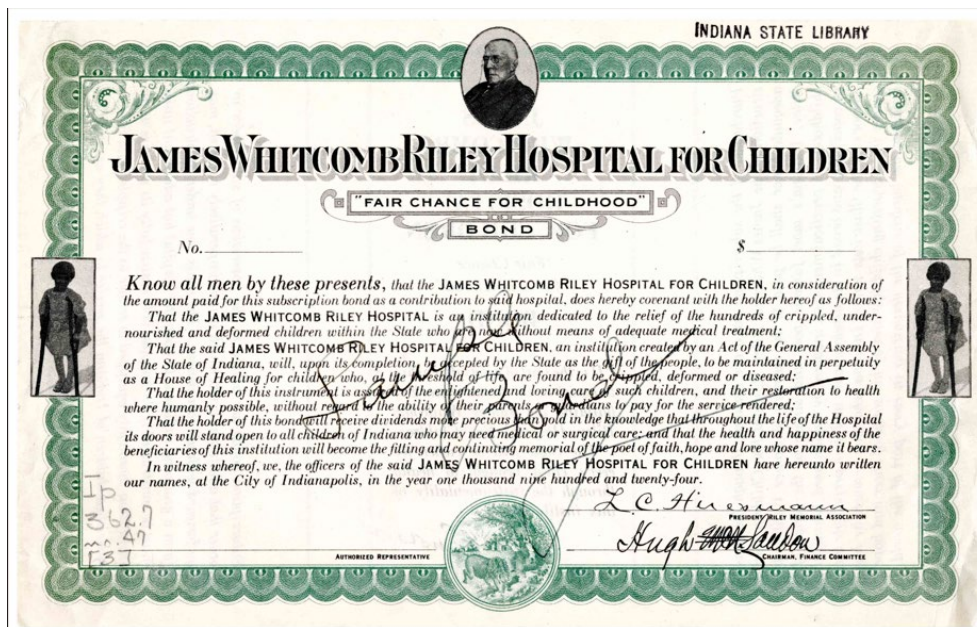 INDIANA STATE LIBRARY
JAMES WHITCOMB RILEY HOSPITAL FOR CHILDREN
"FAIR CHANCE FOR CHILDHOOD"
BOND
No. $
Know all men by these presents, that the JAMES WHITCOMB RILEY HOSPITAL FOR CHILDREN, in consideration of
the amount paid for this subscription bond as a contribution to said hospital, does hereby covenant with the holder hereof as follows:
That the JAMES WHITCOMB RILEY HOSPITAL is an institution dedicated to the relief of the hundreds of crippled, under-
nourished and deformed children within the State who are now without means of adequate medical treatment;
That the said JAMES WHITCOMB RILEY HOSPITAL FOR CHILDREN, an institution created by an Act of the General Assembly
of the State of Indiana, will, upon its completion, be accepted by the State as the gift of the people, to be maintained in perpetuity
as a House of Healing for children who, at the threshold of life, are found to be crippled, deformed or diseased;
That the holder of this instrument is assured of the enlightened and loving care of such children, and their restoration to health
where humanly possible, without regard to the ability of their parents or guardians to pay for the service rendered;
That the holder of this bond will receive dividends more precious than gold in the knowledge that throughout the life of the Hospital
its doors will stand open to all children of Indiana who may need medical or surgical care; and that the health and happiness of the
beneficiaries of this institution will become the fitting and continuing memorial of the poet of faith, hope and love whose name it bears.
In witness whereof, we, the officers of the said JAMES WHITCOMB RILEY HOSPITAL FOR CHILDREN have hereunto written
our names, at the City of Indianapolis, in the year one thousand nine hundred and twenty-four.
Sample
Bond
Ip
362.7
no. 47
[3]
PRESIDENT RILEY MEMORIAL ASSOCIATION
Hugh
AUTHORIZED REPRESENTATIVE
CHAIRMAN, FINANCE COMMITTEE